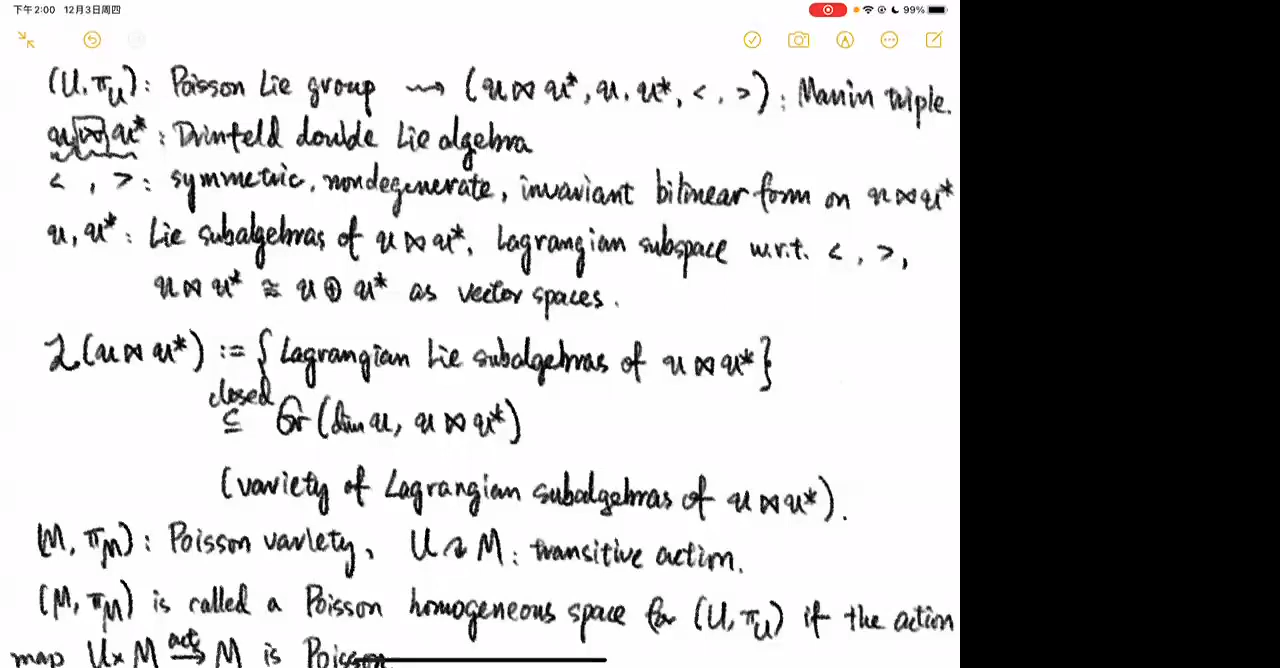 下午2:00 12月3日周四
99%
(U, π_U): Poisson Lie group ⇝ (𝔲 ⋈ 𝔲*, 𝔲, 𝔲*, < , >): Manin triple.
𝔲 ⋈ 𝔲*: Drinfeld double Lie algebra
< , >: symmetric, nondegenerate, invariant bilinear form on 𝔲 ⋈ 𝔲*
𝔲, 𝔲*: Lie subalgebras of 𝔲 ⋈ 𝔲*, Lagrangian subspace w.r.t. < , >,
𝔲 ⋈ 𝔲* ≅ 𝔲 ⊕ 𝔲* as vector spaces.
ℒ(𝔲 ⋈ 𝔲*) := { Lagrangian Lie subalgebras of 𝔲 ⋈ 𝔲* }
closed
⊆ Gr(dim 𝔲, 𝔲 ⋈ 𝔲*)
(variety of Lagrangian subalgebras of 𝔲 ⋈ 𝔲*).
(M, π_M): Poisson variety, U ↷ M: transitive action.
(M, π_M) is called a Poisson homogeneous space for (U, π_U) if the action
map U × M act→ M is Poisson